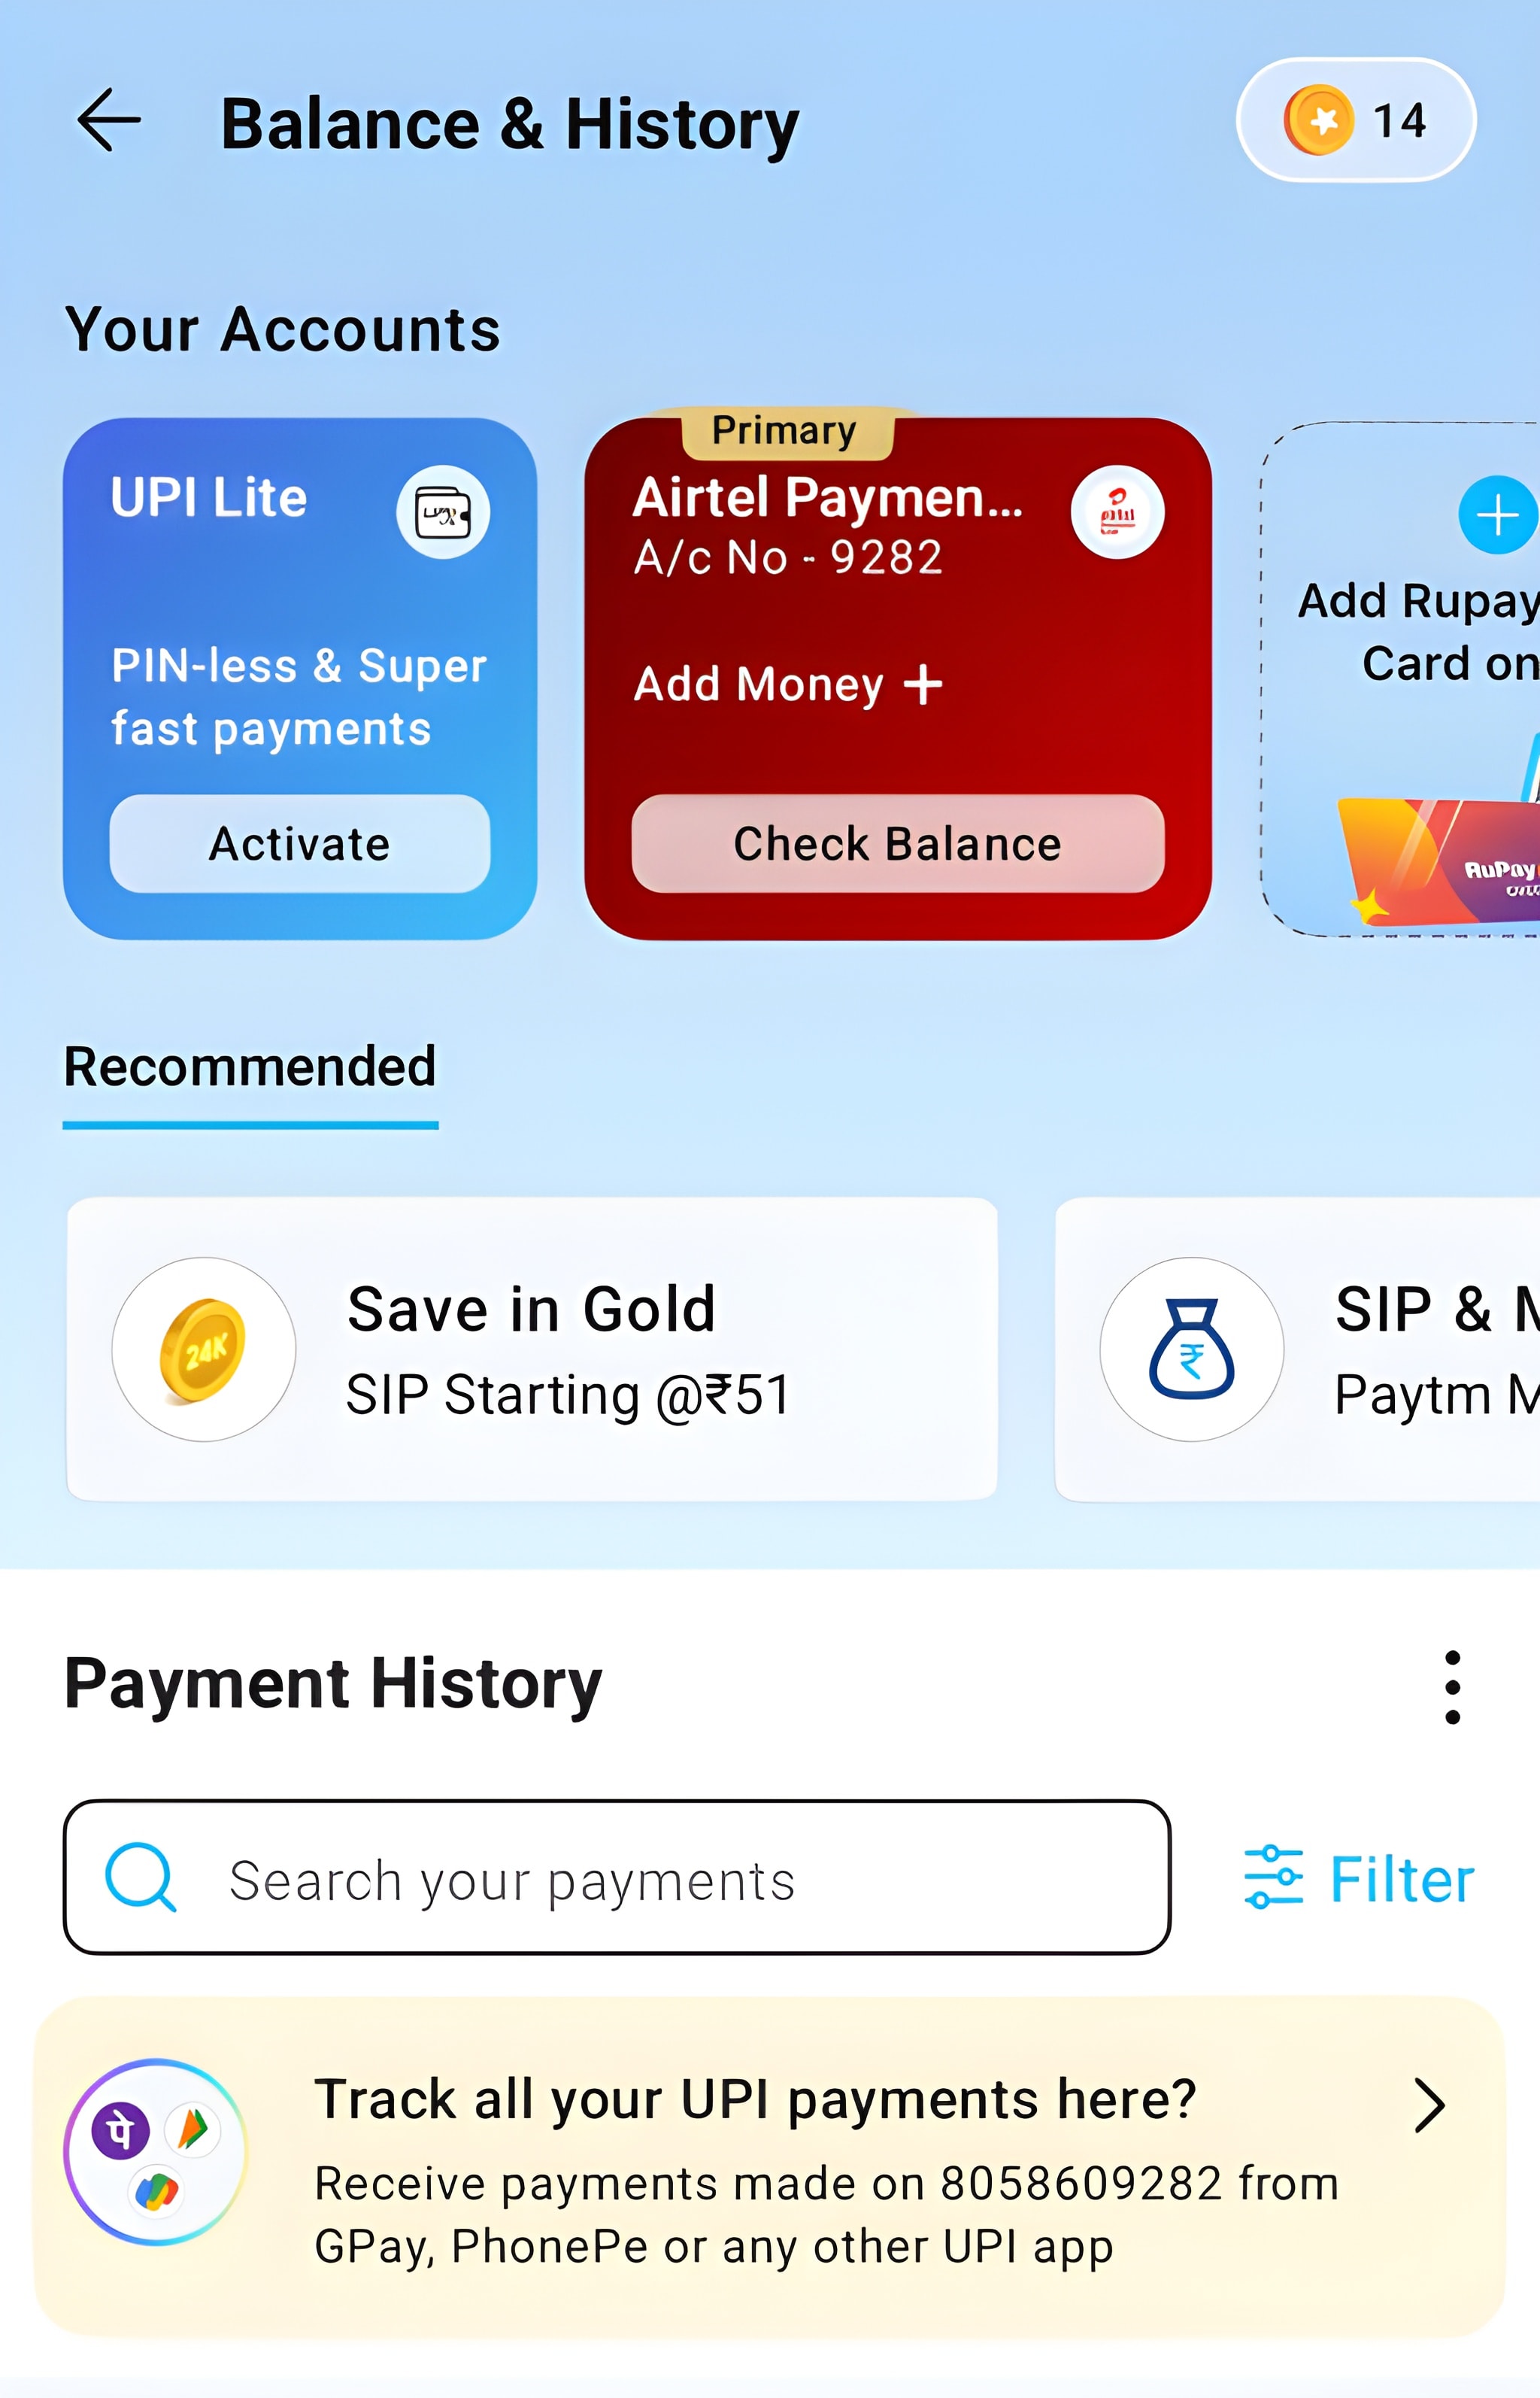 Balance & History
14
Your Accounts
UPI Lite
PIN-less & Super
fast payments
Activate
Primary
Airtel Paymen...
A/c No - 9282
Add Money +
Check Balance
Add Rupay
Card on
RuPay
Recommended
24K
Save in Gold
SIP Starting @₹51
₹
SIP & M
Paytm M
Payment History
Search your payments
Filter
पे
Track all your UPI payments here?
Receive payments made on 8058609282 from
GPay, PhonePe or any other UPI app